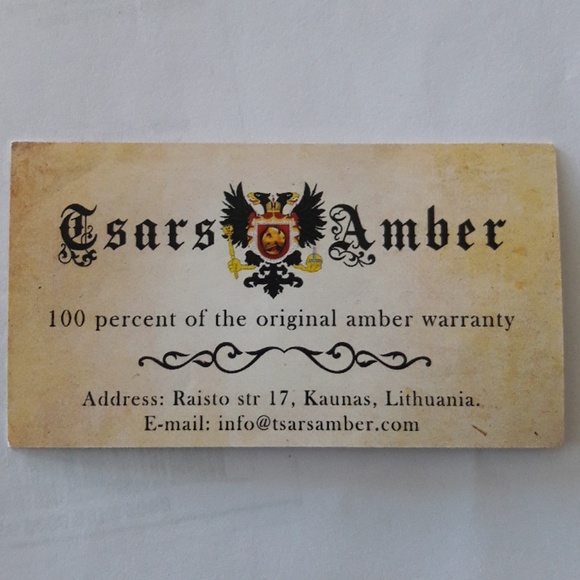 Tsars Amber
100 percent of the original amber warranty
Address: Raisto str 17, Kaunas, Lithuania.
E-mail: info@tsarsamber.com